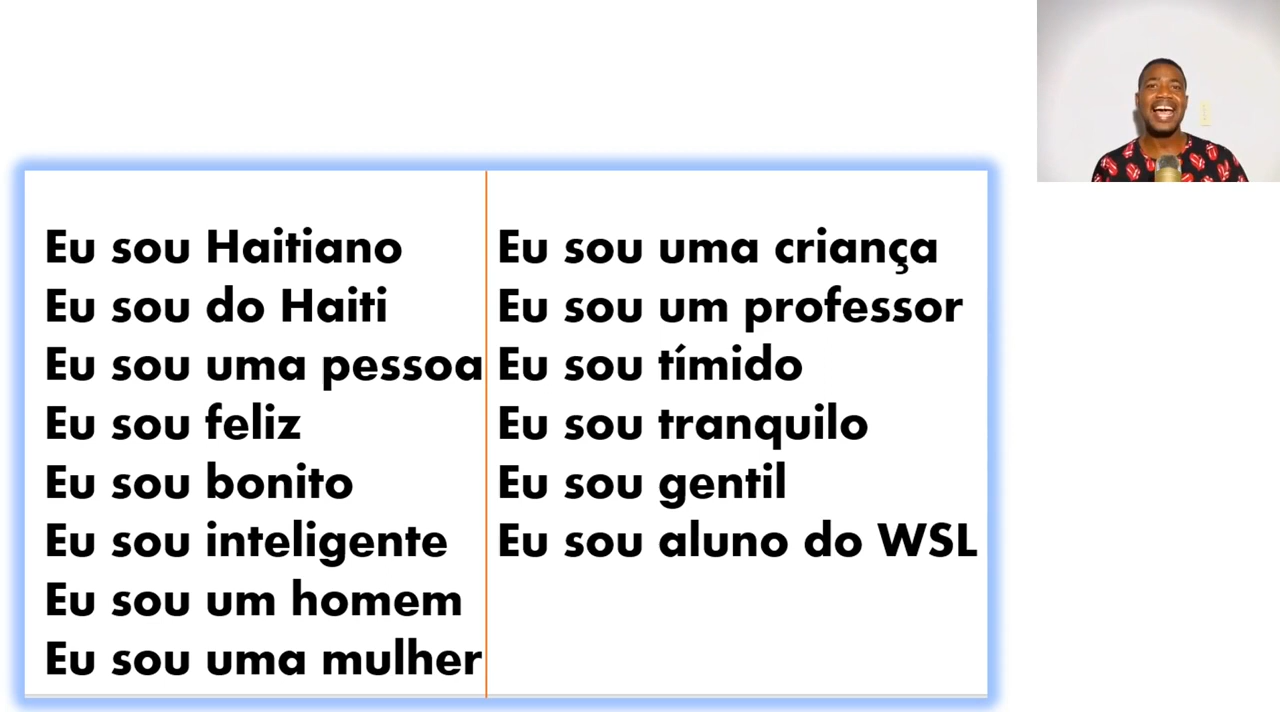 Eu sou Haitiano
Eu sou do Haiti
Eu sou uma pessoa
Eu sou feliz
Eu sou bonito
Eu sou inteligente
Eu sou um homem
Eu sou uma mulher
Eu sou uma criança
Eu sou um professor
Eu sou tímido
Eu sou tranquilo
Eu sou gentil
Eu sou aluno do WSL